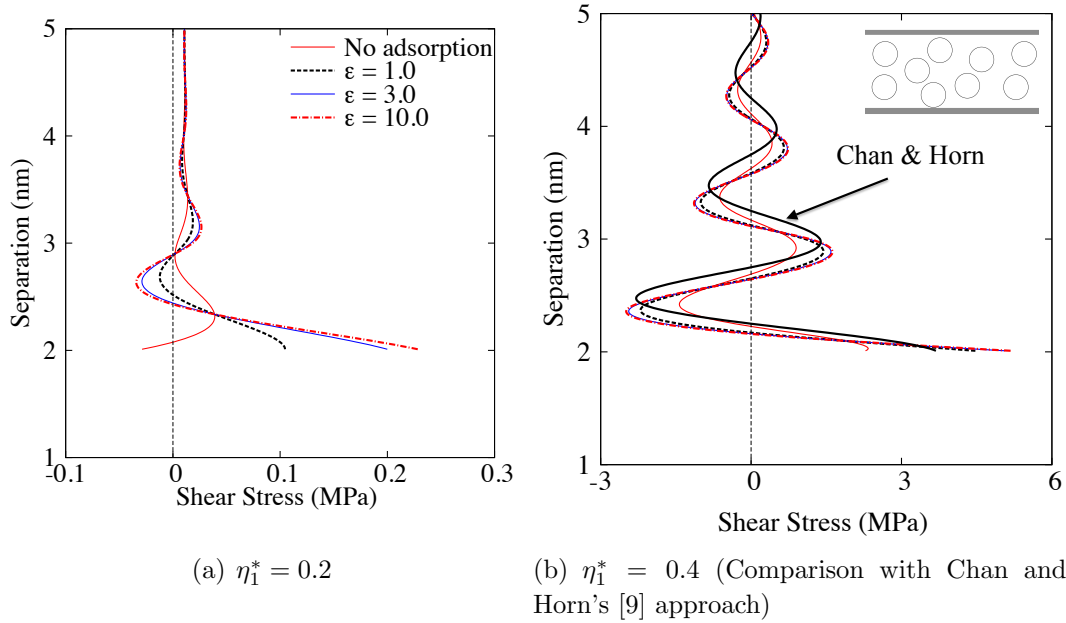 5
4
3
2
1
Separation (nm)
-0.1
0
0.1
0.2
0.3
Shear Stress (MPa)
No adsorption
ε = 1.0
ε = 3.0
ε = 10.0
(a) η₁* = 0.2
5
4
3
2
1
Separation (nm)
-3
0
3
6
Shear Stress (MPa)
Chan & Horn
(b) η₁* = 0.4 (Comparison with Chan and
Horn's [9] approach)